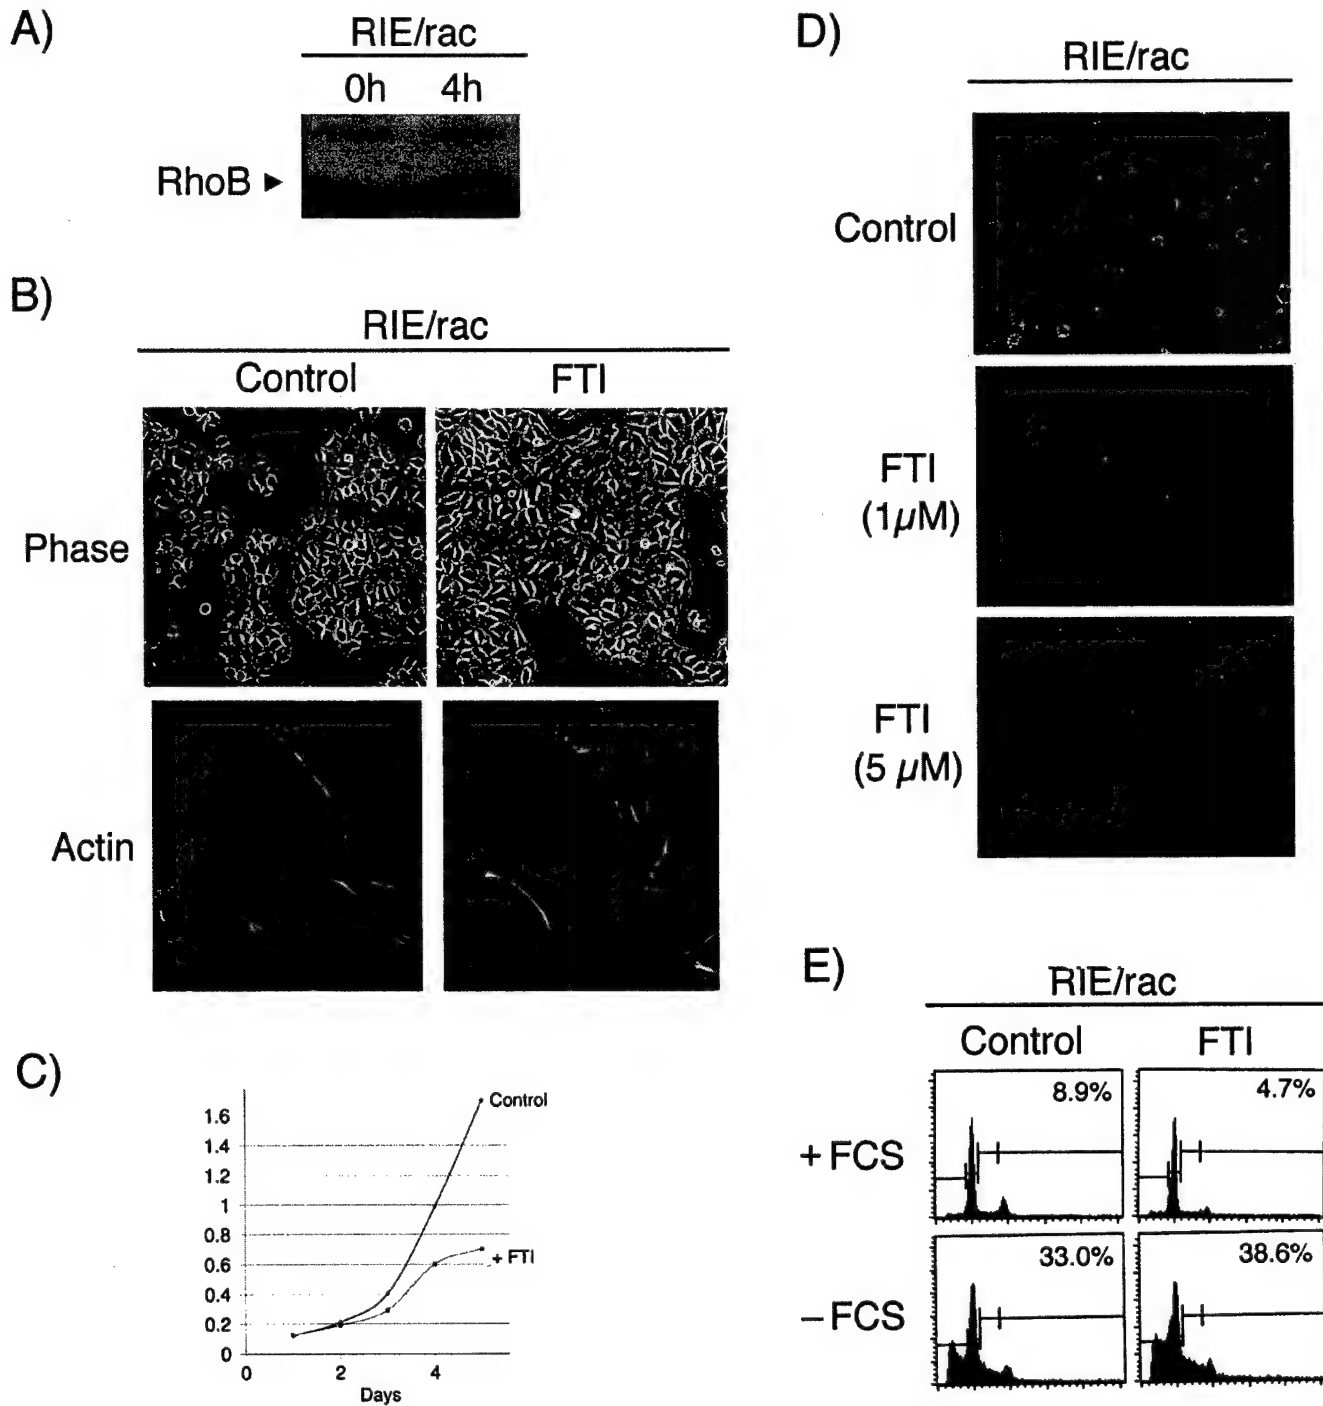 A)
RIE/rac
0h 4h
RhoB ►
B)
RIE/rac
Control FTI
Phase
Actin
C)
1.6
1.4
1.2
1
0.8
0.6
0.4
0.2
0
0 2 4
Days
Control
+ FTI
D)
RIE/rac
Control
FTI
(1μM)
FTI
(5 μM)
E)
RIE/rac
Control FTI
+ FCS
8.9% 4.7%
– FCS
33.0% 38.6%